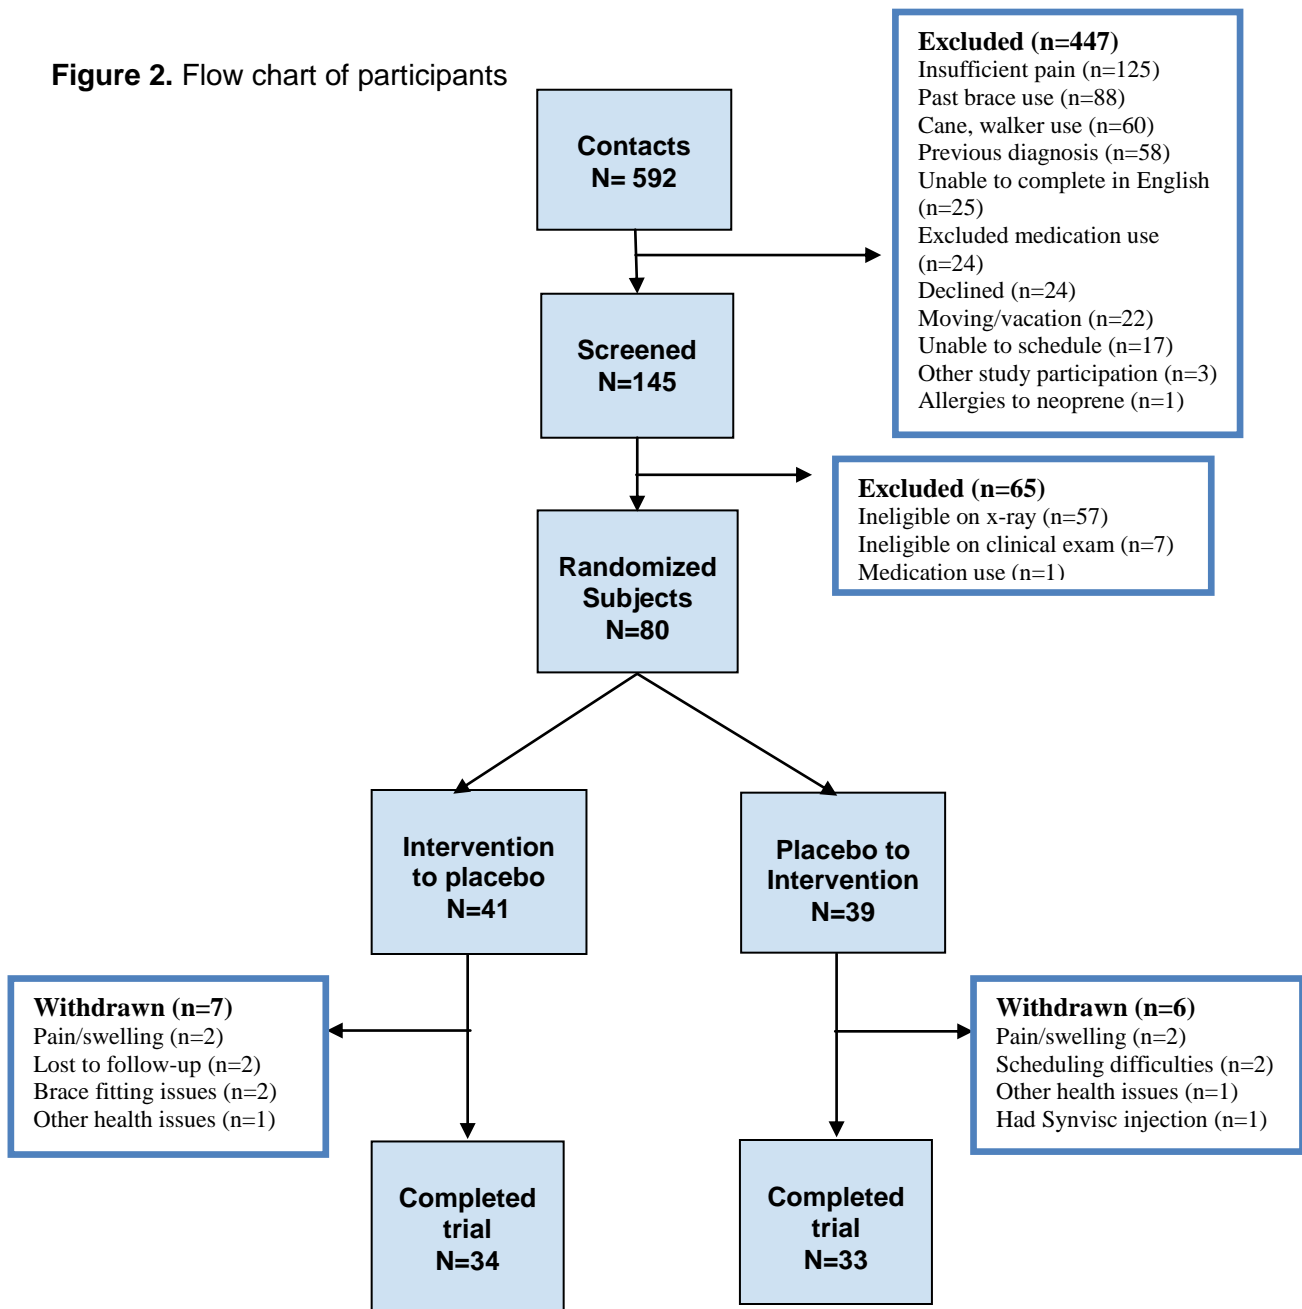 Figure 2. Flow chart of participants
Contacts
N= 592
Excluded (n=447)
Insufficient pain (n=125)
Past brace use (n=88)
Cane, walker use (n=60)
Previous diagnosis (n=58)
Unable to complete in English
(n=25)
Excluded medication use
(n=24)
Declined (n=24)
Moving/vacation (n=22)
Unable to schedule (n=17)
Other study participation (n=3)
Allergies to neoprene (n=1)
Screened
N=145
Excluded (n=65)
Ineligible on x-ray (n=57)
Ineligible on clinical exam (n=7)
Medication use (n=1)
Randomized
Subjects
N=80
Intervention
to placebo
N=41
Placebo to
Intervention
N=39
Withdrawn (n=7)
Pain/swelling (n=2)
Lost to follow-up (n=2)
Brace fitting issues (n=2)
Other health issues (n=1)
Withdrawn (n=6)
Pain/swelling (n=2)
Scheduling difficulties (n=2)
Other health issues (n=1)
Had Synvisc injection (n=1)
Completed
trial
N=34
Completed
trial
N=33